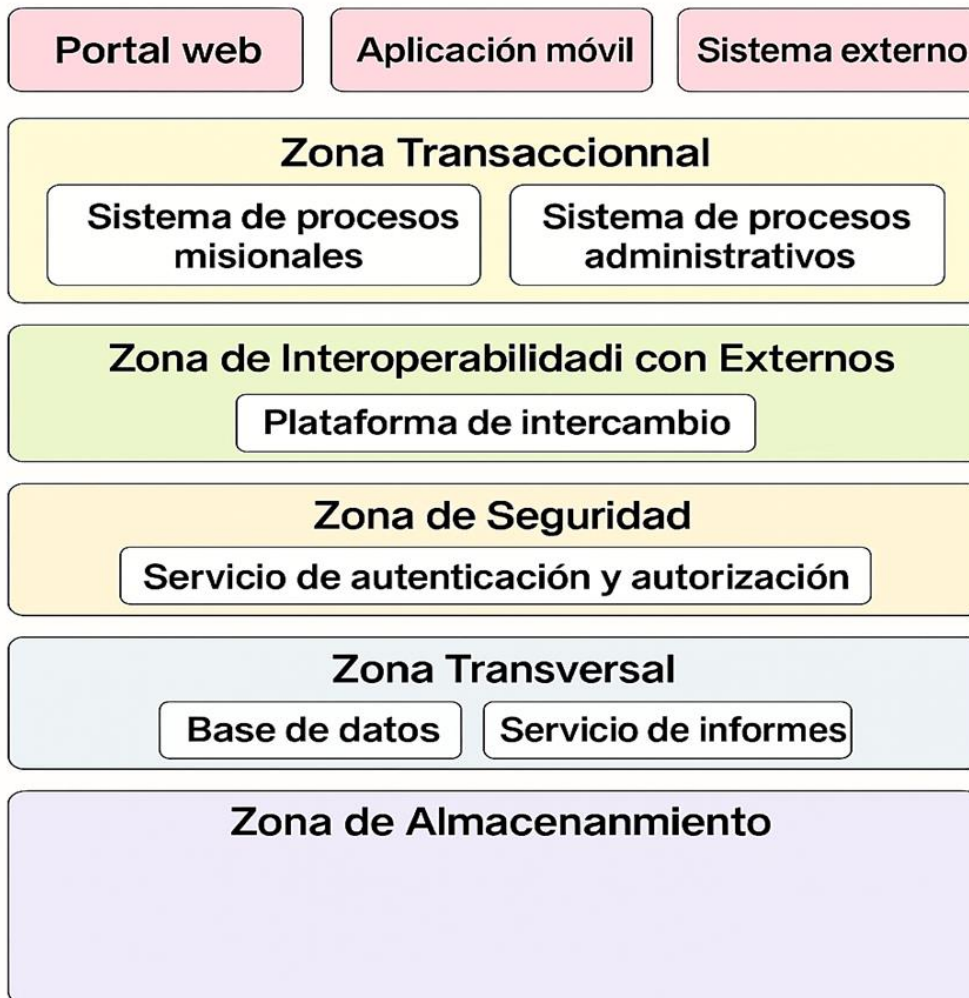 Portal web
Aplicación móvil
Sistema externo
Zona Transaccionnal
Sistema de procesos
misionales
Sistema de procesos
administrativos
Zona de Interoperabilidadi con Externos
Plataforma de intercambio
Zona de Seguridad
Servicio de autenticación y autorización
Zona Transversal
Base de datos
Servicio de informes
Zona de Almacenanmiento